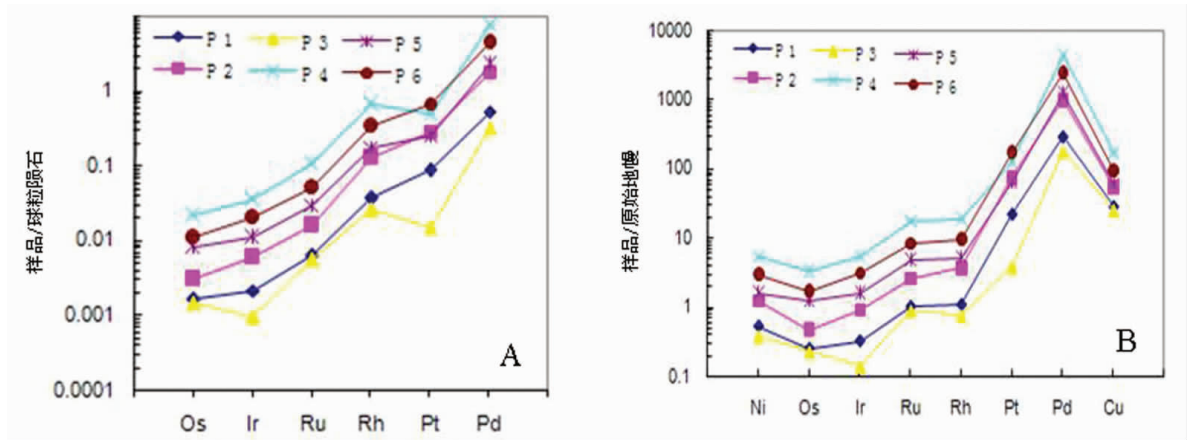 样品/球粒陨石
1
0.1
0.01
0.001
0.0001
P 1 P 3 P 5
P 2 P 4 P 6
A
Os Ir Ru Rh Pt Pd
样品/原始地幔
10000
1000
100
10
1
0.1
P 1 P 3 P 5
P 2 P 4 P 6
B
Ni Os Ir Ru Rh Pt Pd Cu